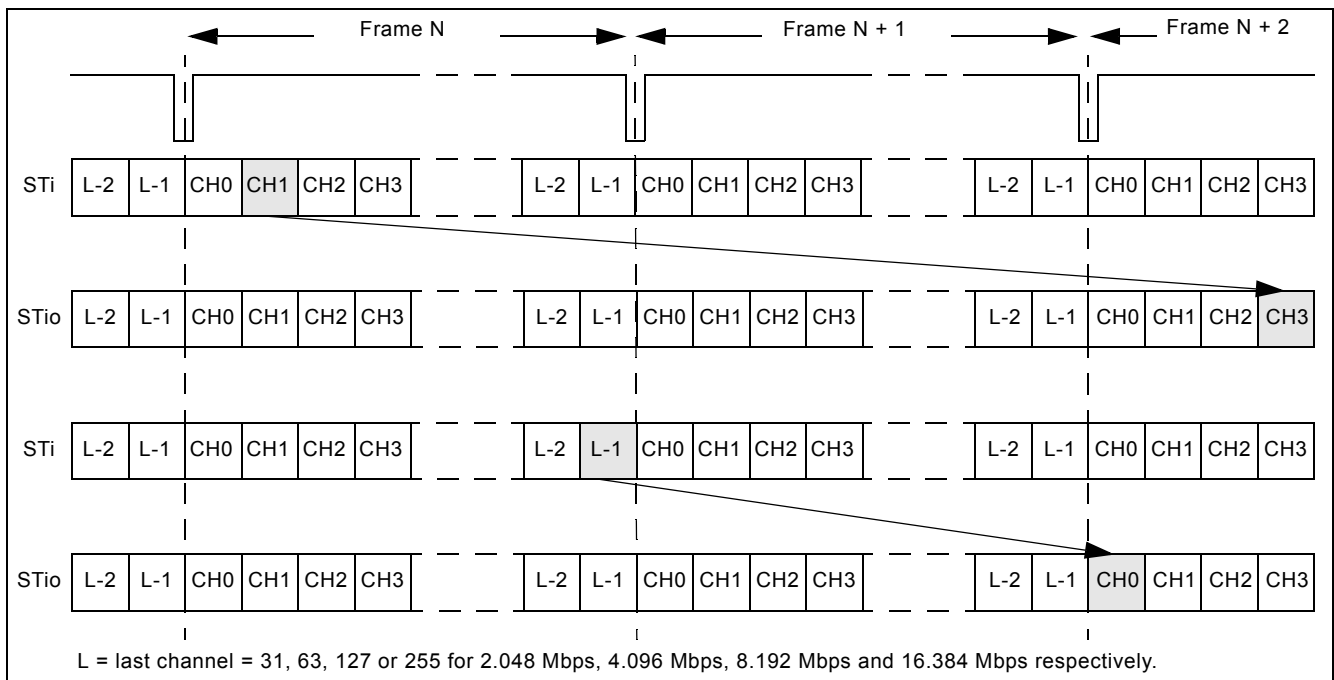 Frame N Frame N + 1 Frame N + 2
STi L-2 L-1 CH0 CH1 CH2 CH3 L-2 L-1 CH0 CH1 CH2 CH3 L-2 L-1 CH0 CH1 CH2 CH3
STio L-2 L-1 CH0 CH1 CH2 CH3 L-2 L-1 CH0 CH1 CH2 CH3 L-2 L-1 CH0 CH1 CH2 CH3
STi L-2 L-1 CH0 CH1 CH2 CH3 L-2 L-1 CH0 CH1 CH2 CH3 L-2 L-1 CH0 CH1 CH2 CH3
STio L-2 L-1 CH0 CH1 CH2 CH3 L-2 L-1 CH0 CH1 CH2 CH3 L-2 L-1 CH0 CH1 CH2 CH3
L = last channel = 31, 63, 127 or 255 for 2.048 Mbps, 4.096 Mbps, 8.192 Mbps and 16.384 Mbps respectively.